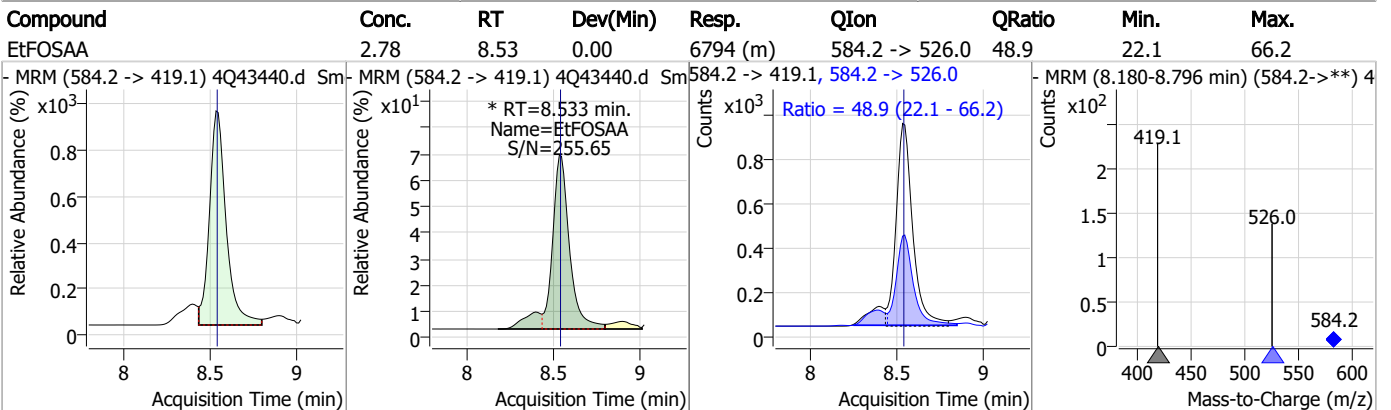 Compound Conc. RT Dev(Min) Resp. QIon QRatio Min. Max.
EtFOSAA 2.78 8.53 0.00 6794 (m) 584.2 -> 526.0 48.9 22.1 66.2
- MRM (584.2 -> 419.1) 4Q43440.d Sm
Relative Abundance (%)
x10³
0.8
0.6
0.4
0.2
0
8 8.5 9
Acquisition Time (min)
- MRM (584.2 -> 419.1) 4Q43440.d Sm
Relative Abundance (%)
x10¹
* RT=8.533 min.
Name=EtFOSAA
S/N=255.65
7
6
5
4
3
2
1
0
8 8.5 9
Acquisition Time (min)
584.2 -> 419.1, 584.2 -> 526.0
Counts
x10³
Ratio = 48.9 (22.1 - 66.2)
0.8
0.6
0.4
0.2
0
8 8.5 9
Acquisition Time (min)
- MRM (8.180-8.796 min) (584.2->**) 4
Counts
x10²
419.1
526.0
584.2
2
1.5
1
0.5
0
400 450 500 550 600
Mass-to-Charge (m/z)